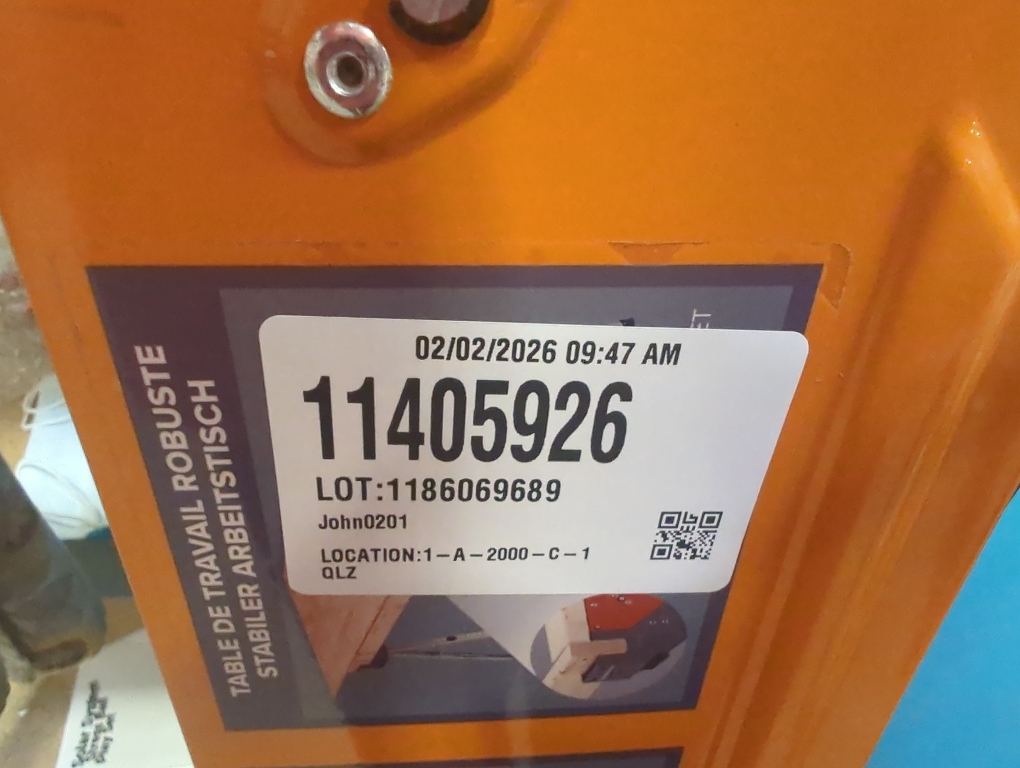 02/02/2026 09:47 AM
11405926
LOT:1186069689
John0201
LOCATION:1-A-2000-C-1
QLZ
TABLE DE TRAVAIL ROBUSTE
STABILER ARBEITSTISCH